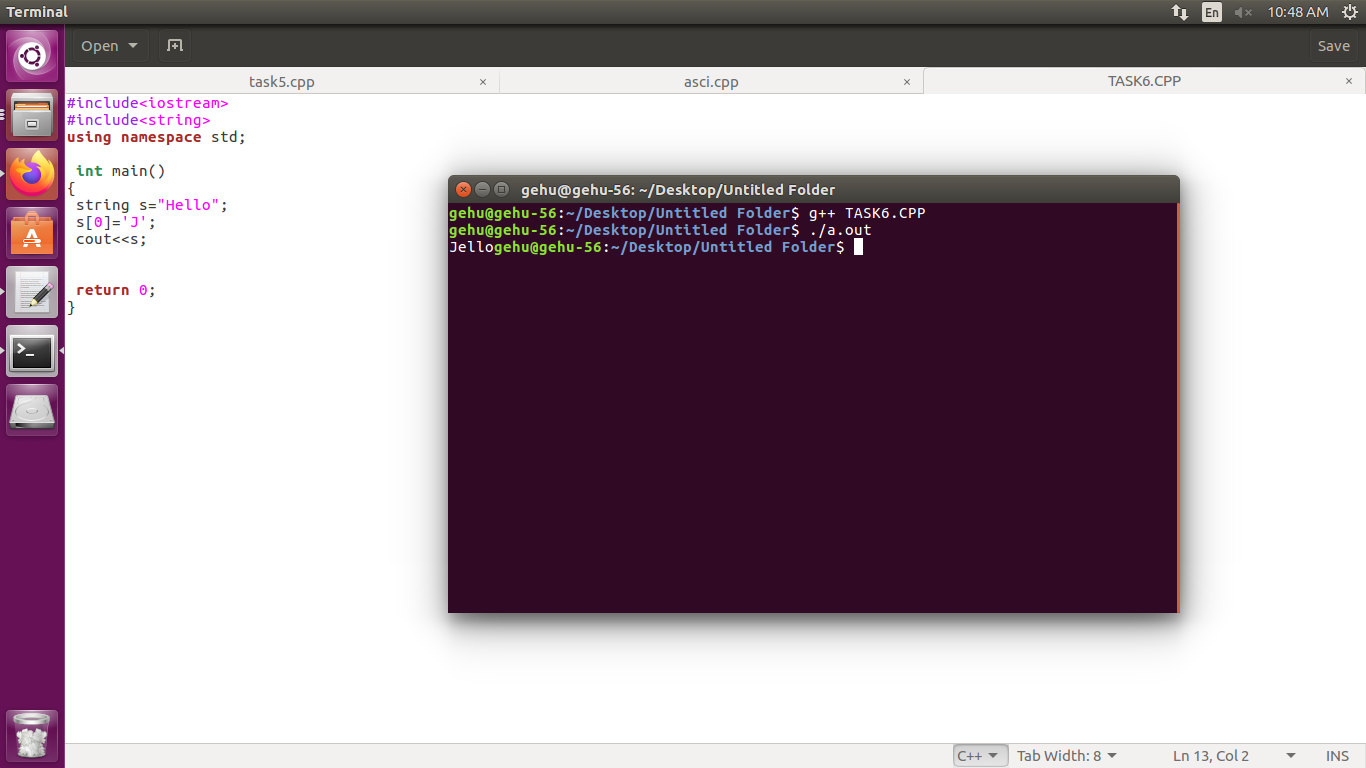 Terminal
En
10:48 AM
Open
Save
task5.cpp
asci.cpp
TASK6.CPP
#include<iostream>
#include<string>
using namespace std;
int main()
{
string s="Hello";
s[0]='J';
cout<<s;
return 0;
}
gehu@gehu-56: ~/Desktop/Untitled Folder
gehu@gehu-56:~/Desktop/Untitled Folder$ g++ TASK6.CPP
gehu@gehu-56:~/Desktop/Untitled Folder$ ./a.out
Jellogehu@gehu-56:~/Desktop/Untitled Folder$
C++
Tab Width: 8
Ln 13, Col 2
INS